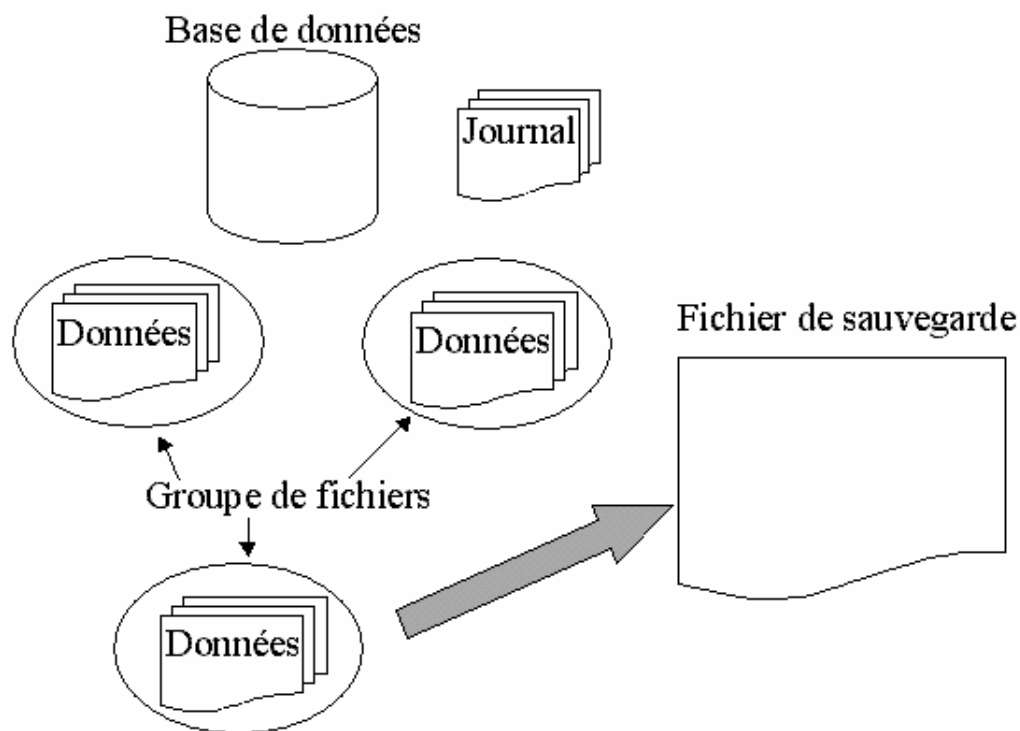 Base de données
Journal
Données
Données
Fichier de sauvegarde
Groupe de fichiers
Données